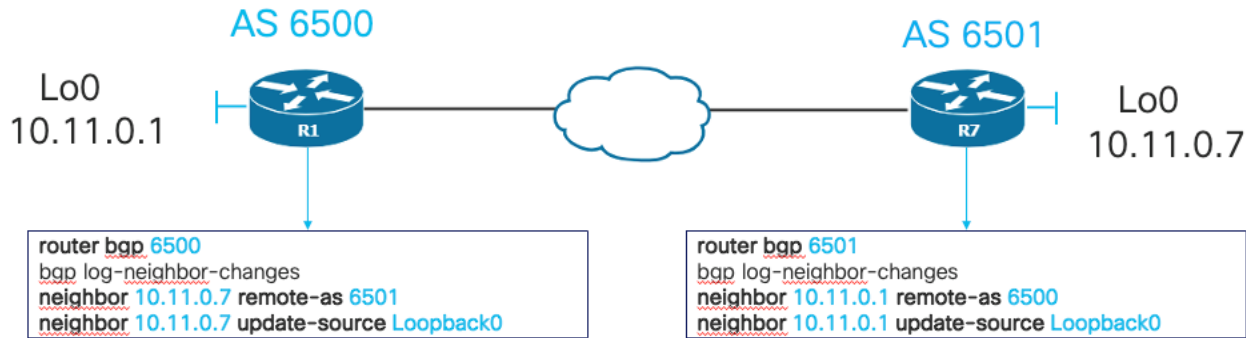 AS 6500
AS 6501
Lo0
10.11.0.1
R1
R7
Lo0
10.11.0.7
router bgp 6500
bgp log-neighbor-changes
neighbor 10.11.0.7 remote-as 6501
neighbor 10.11.0.7 update-source Loopback0
router bgp 6501
bgp log-neighbor-changes
neighbor 10.11.0.1 remote-as 6500
neighbor 10.11.0.1 update-source Loopback0